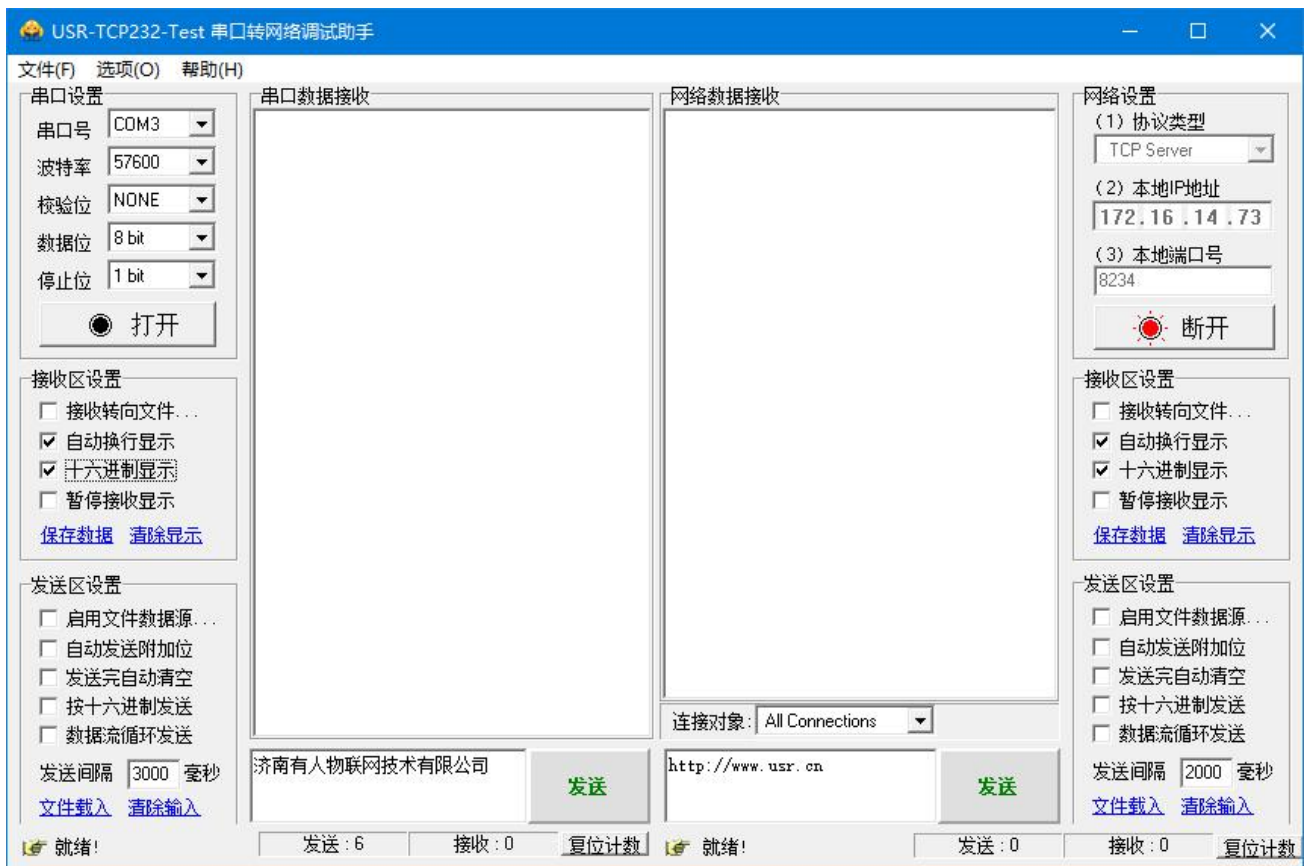 USR-TCP232-Test 串口转网络调试助手
文件(F) 选项(O) 帮助(H)
串口设置
串口号 COM3
波特率 57600
校验位 NONE
数据位 8 bit
停止位 1 bit
打开
接收区设置
接收转向文件...
自动换行显示
十六进制显示
暂停接收显示
保存数据 清除显示
发送区设置
启用文件数据源...
自动发送附加位
发送完自动清空
按十六进制发送
数据流循环发送
发送间隔 3000 毫秒
文件载入 清除输入
就绪!
串口数据接收
济南有人物联网技术有限公司
发送
发送 : 6 接收 : 0 复位计数
网络数据接收
连接对象: All Connections
http://www.usr.cn
发送
就绪!
发送 : 0 接收 : 0 复位计数
网络设置
(1) 协议类型
TCP Server
(2) 本地IP地址
172.16 .14 .73
(3) 本地端口号
8234
断开
接收区设置
接收转向文件...
自动换行显示
十六进制显示
暂停接收显示
保存数据 清除显示
发送区设置
启用文件数据源...
自动发送附加位
发送完自动清空
按十六进制发送
数据流循环发送
发送间隔 2000 毫秒
文件载入 清除输入